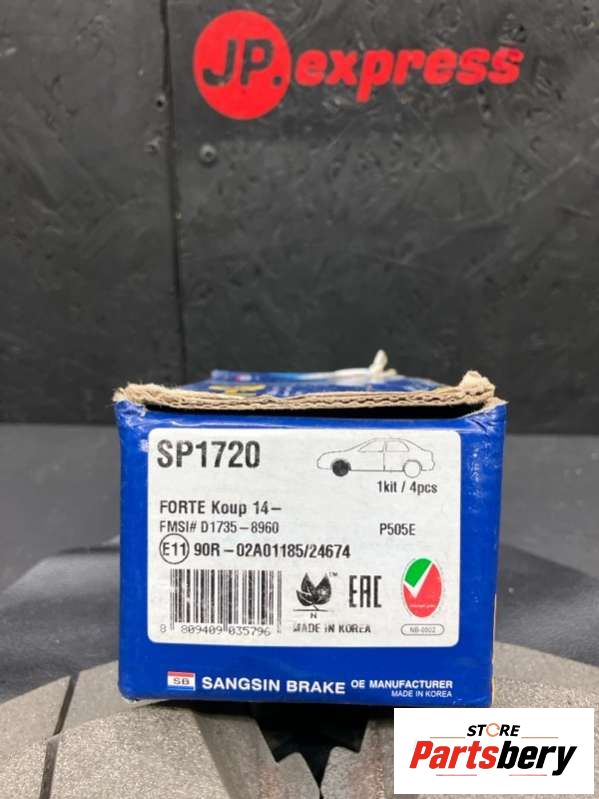 JP.express
SP1720
1kit / 4pcs
FORTE Koup 14-
FMSI# D1735-8960 P505E
E11 90R-02A01185/24674
8 809409 035796
TM
N
EAC
MADE IN KOREA
NB-0002
SB SANGSIN BRAKE OE MANUFACTURER
MADE IN KOREA
STORE
Partsbery